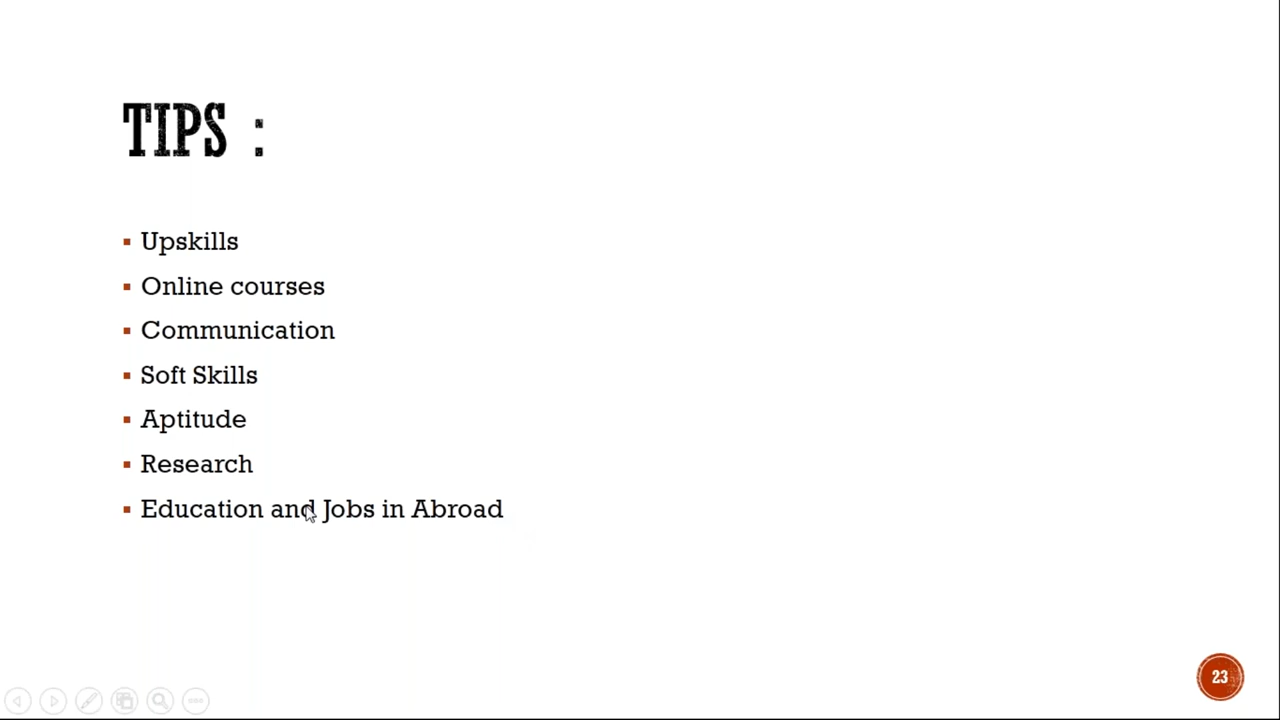 TIPS :
Upskills
Online courses
Communication
Soft Skills
Aptitude
Research
Education and Jobs in Abroad
23